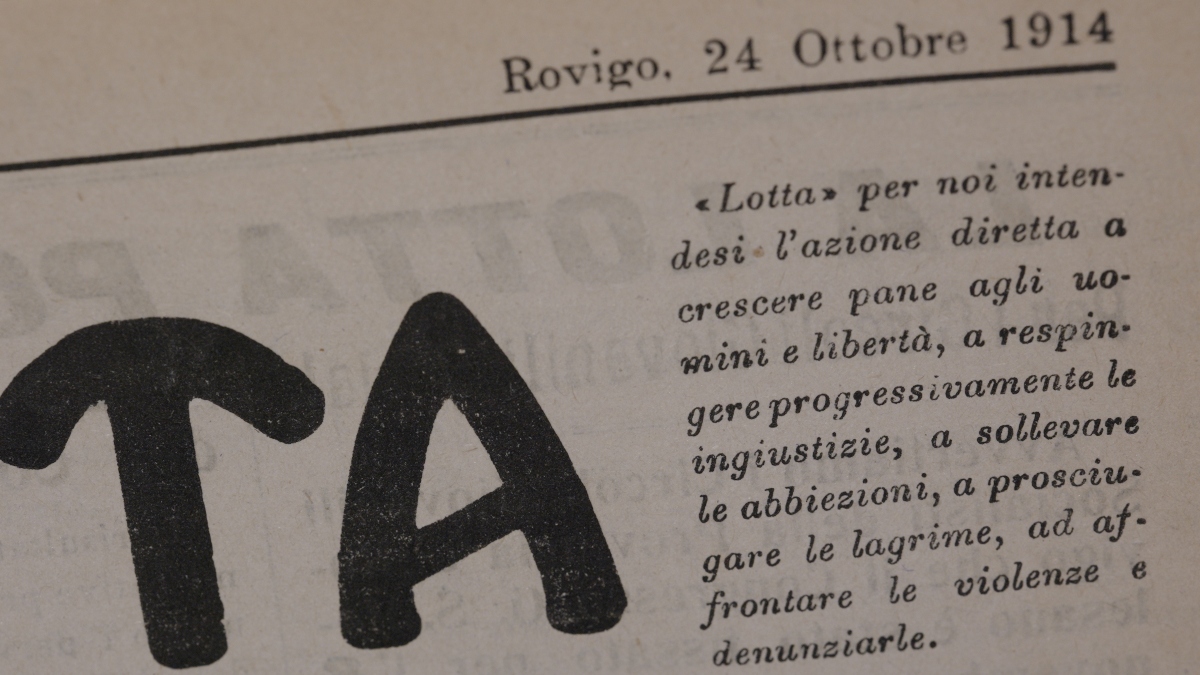 Rovigo, 24 Ottobre 1914
TA
«Lotta» per noi inten-
desi l'azione diretta a
crescere pane agli uo-
mini e libertà, a respin-
gere progressivamente le
ingiustizie, a sollevare
le abbiezioni, a prosciu-
gare le lagrime, ad af-
frontare le violenze e
denunziarle.